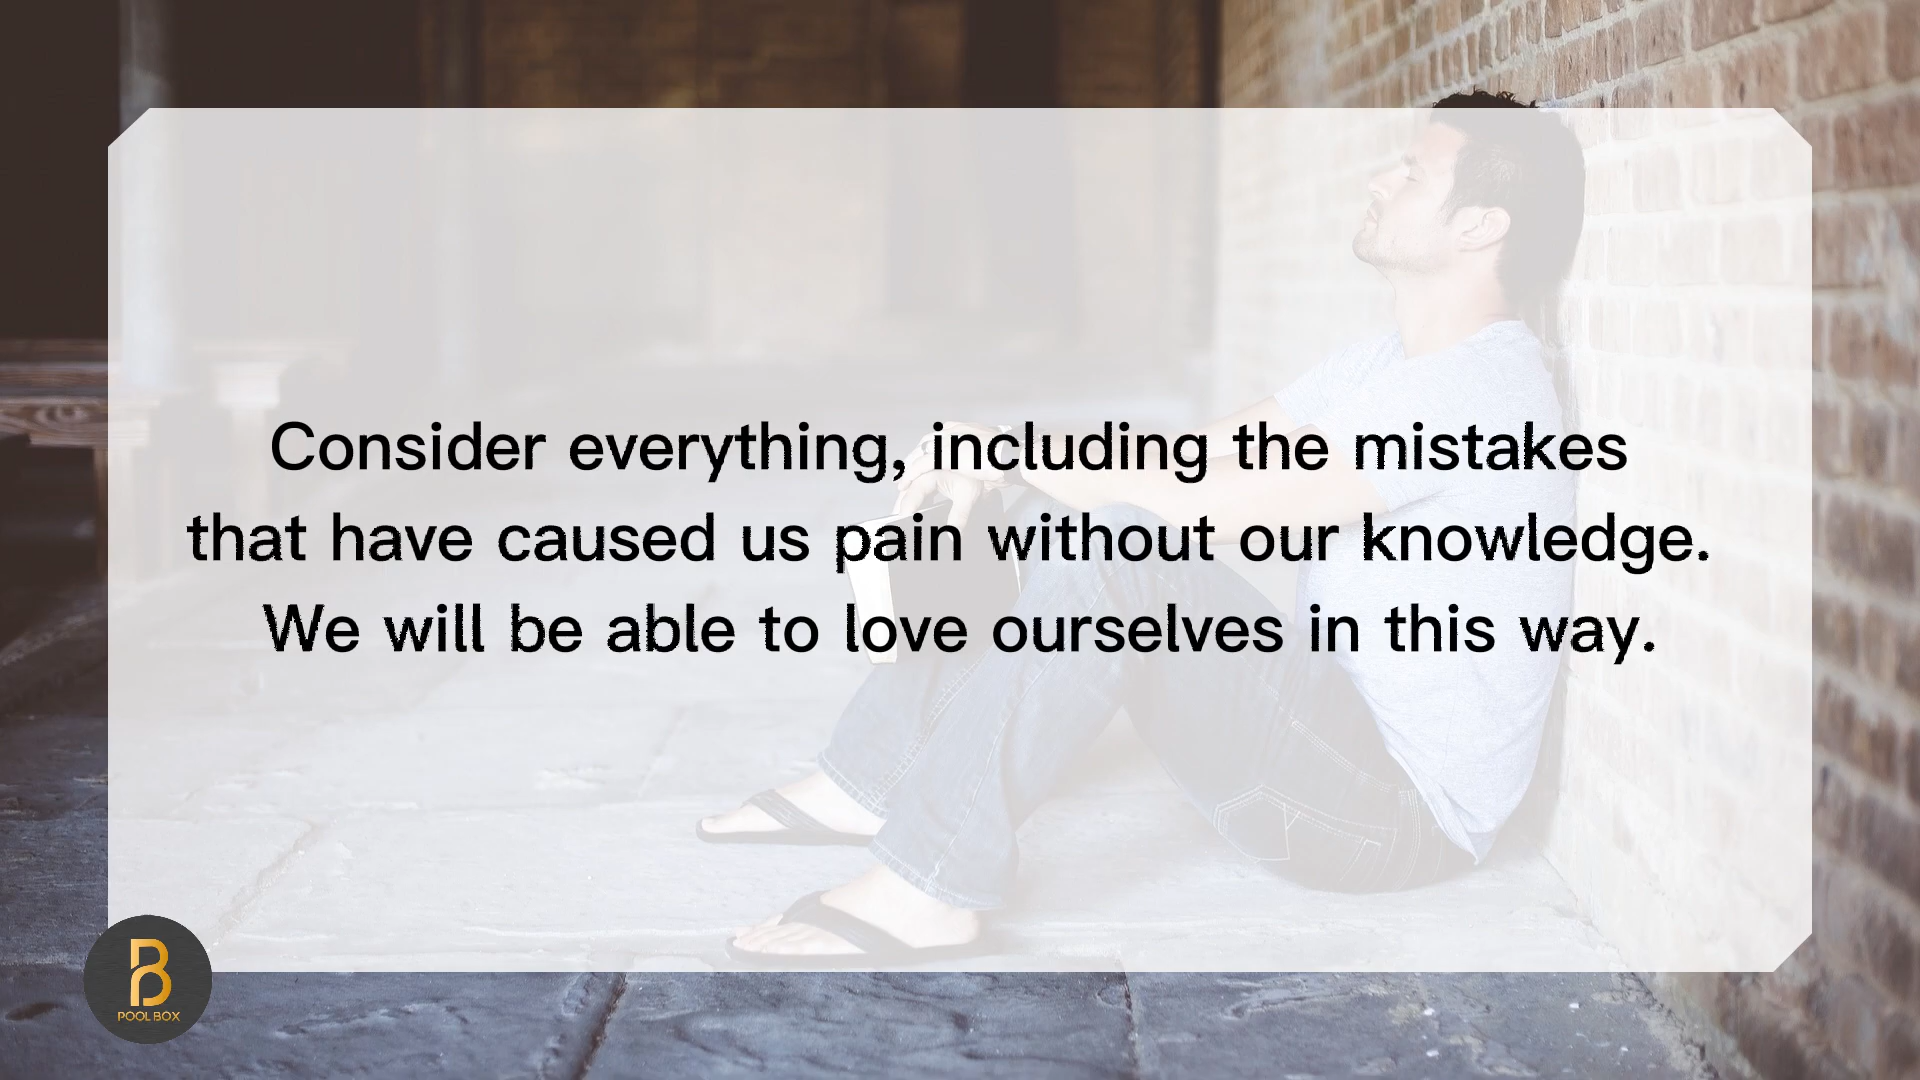 Consider everything, including the mistakes
that have caused us pain without our knowledge.
We will be able to love ourselves in this way.
B
POOL BOX